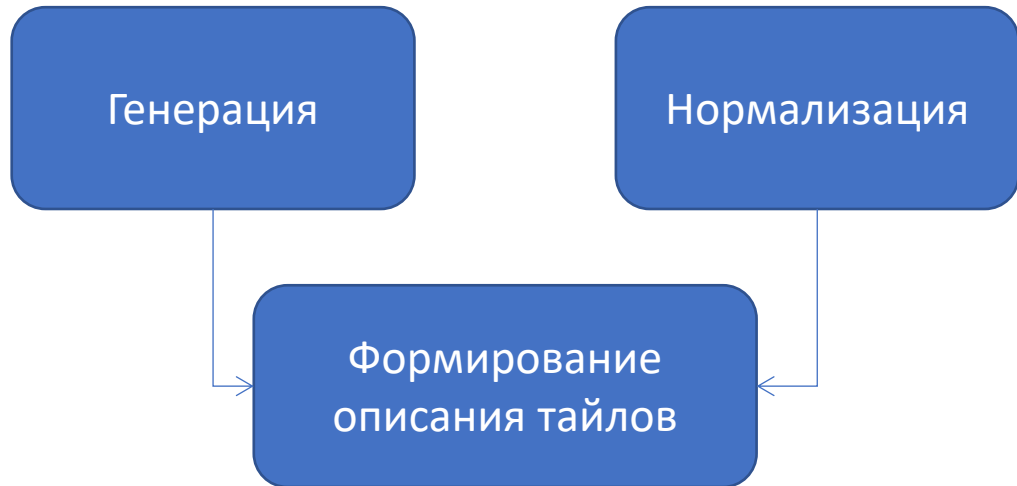 Генерация
Нормализация
Формирование
описания тайлов